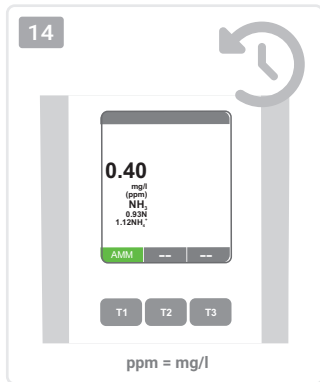 14
0.40
mg/l
(ppm)
NH₃
0.93N
1.12NH₄⁺
AMM -- --
T1 T2 T3
ppm = mg/l